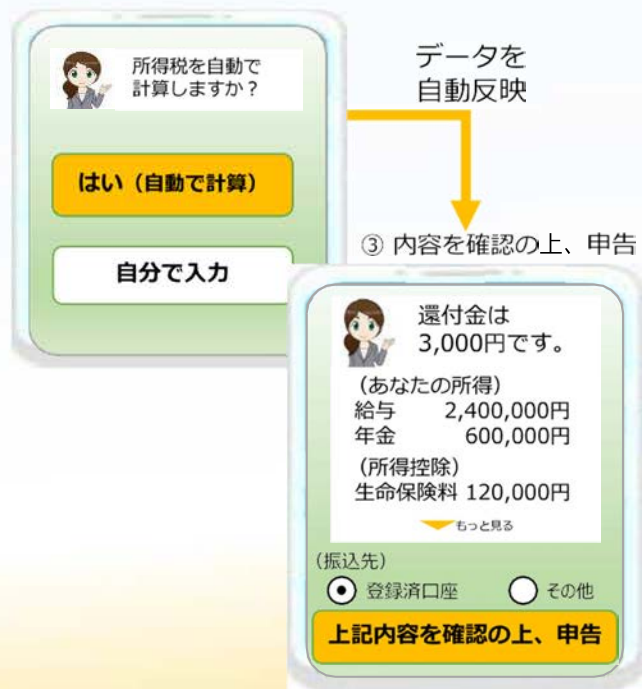 所得税を自動で
計算しますか？
はい（自動で計算）
自分で入力
データを
自動反映
③ 内容を確認の上、申告
還付金は
3,000円です。
（あなたの所得）
給与 2,400,000円
年金 600,000円
（所得控除）
生命保険料 120,000円
もっと見る
（振込先）
登録済口座 その他
上記内容を確認の上、申告